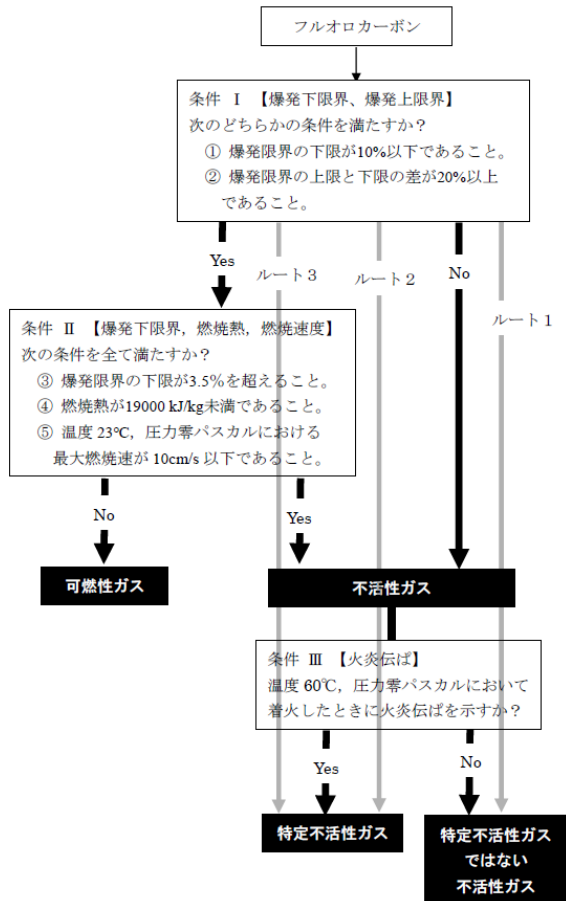 フルオロカーボン
条件 Ⅰ 【爆発下限界、爆発上限界】
次のどちらかの条件を満たすか？
① 爆発限界の下限が10%以下であること。
② 爆発限界の上限と下限の差が20%以上
であること。
Yes
ルート３
ルート２
No
ルート１
条件 Ⅱ 【爆発下限界，燃焼熱，燃焼速度】
次の条件を全て満たすか？
③ 爆発限界の下限が3.5％を超えること。
④ 燃焼熱が19000 kJ/kg未満であること。
⑤ 温度 23℃，圧力零パスカルにおける
最大燃焼速が 10cm/s 以下であること。
No
Yes
可燃性ガス
不活性ガス
条件 Ⅲ 【火炎伝ぱ】
温度 60℃，圧力零パスカルにおいて
着火したときに火炎伝ぱを示すか？
Yes
No
特定不活性ガス
特定不活性ガス
ではない
不活性ガス